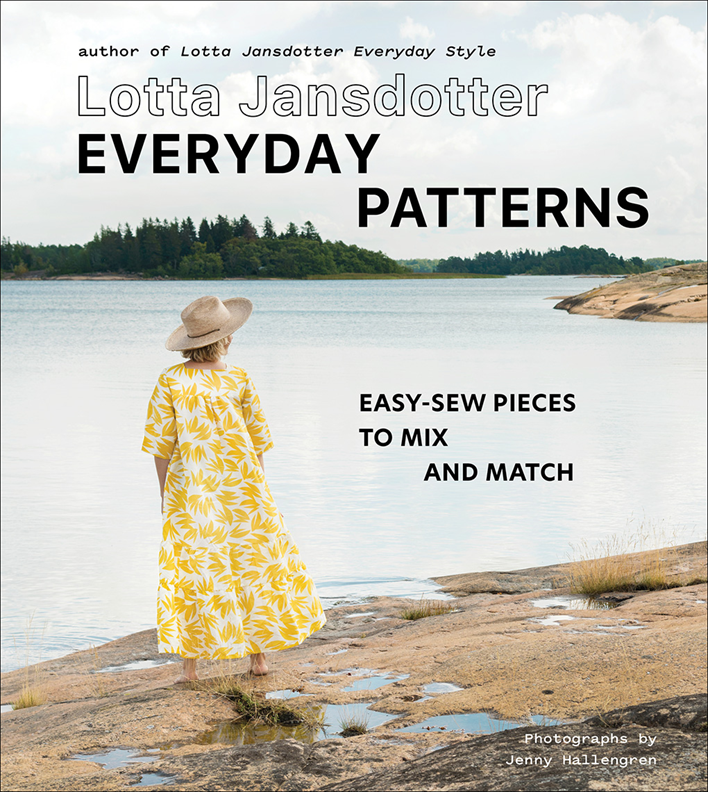 author of Lotta Jansdotter Everyday Style
Lotta Jansdotter
EVERYDAY
PATTERNS
EASY-SEW PIECES
TO MIX
AND MATCH
Photographs by
Jenny Hallengren